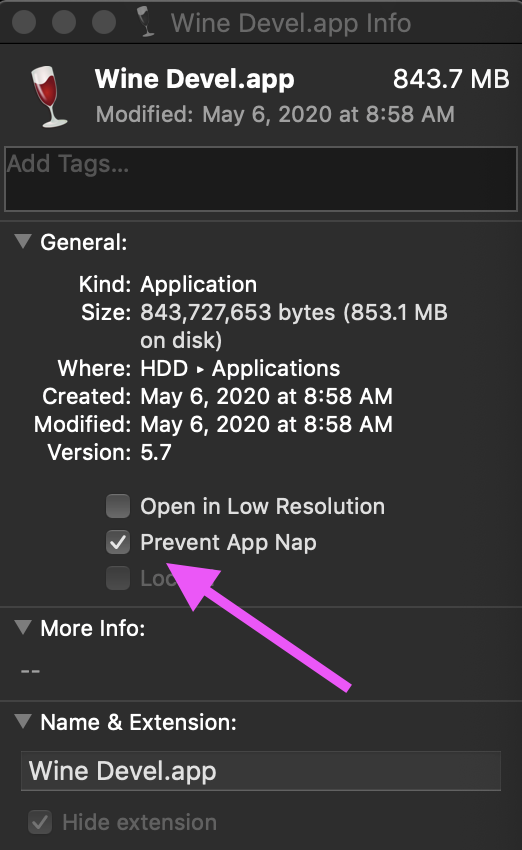 Wine Devel.app Info
Wine Devel.app 843.7 MB
Modified: May 6, 2020 at 8:58 AM
Add Tags...
General:
Kind: Application
Size: 843,727,653 bytes (853.1 MB
on disk)
Where: HDD ▸ Applications
Created: May 6, 2020 at 8:58 AM
Modified: May 6, 2020 at 8:58 AM
Version: 5.7
Open in Low Resolution
Prevent App Nap
More Info:
--
Name & Extension:
Wine Devel.app
Hide extension